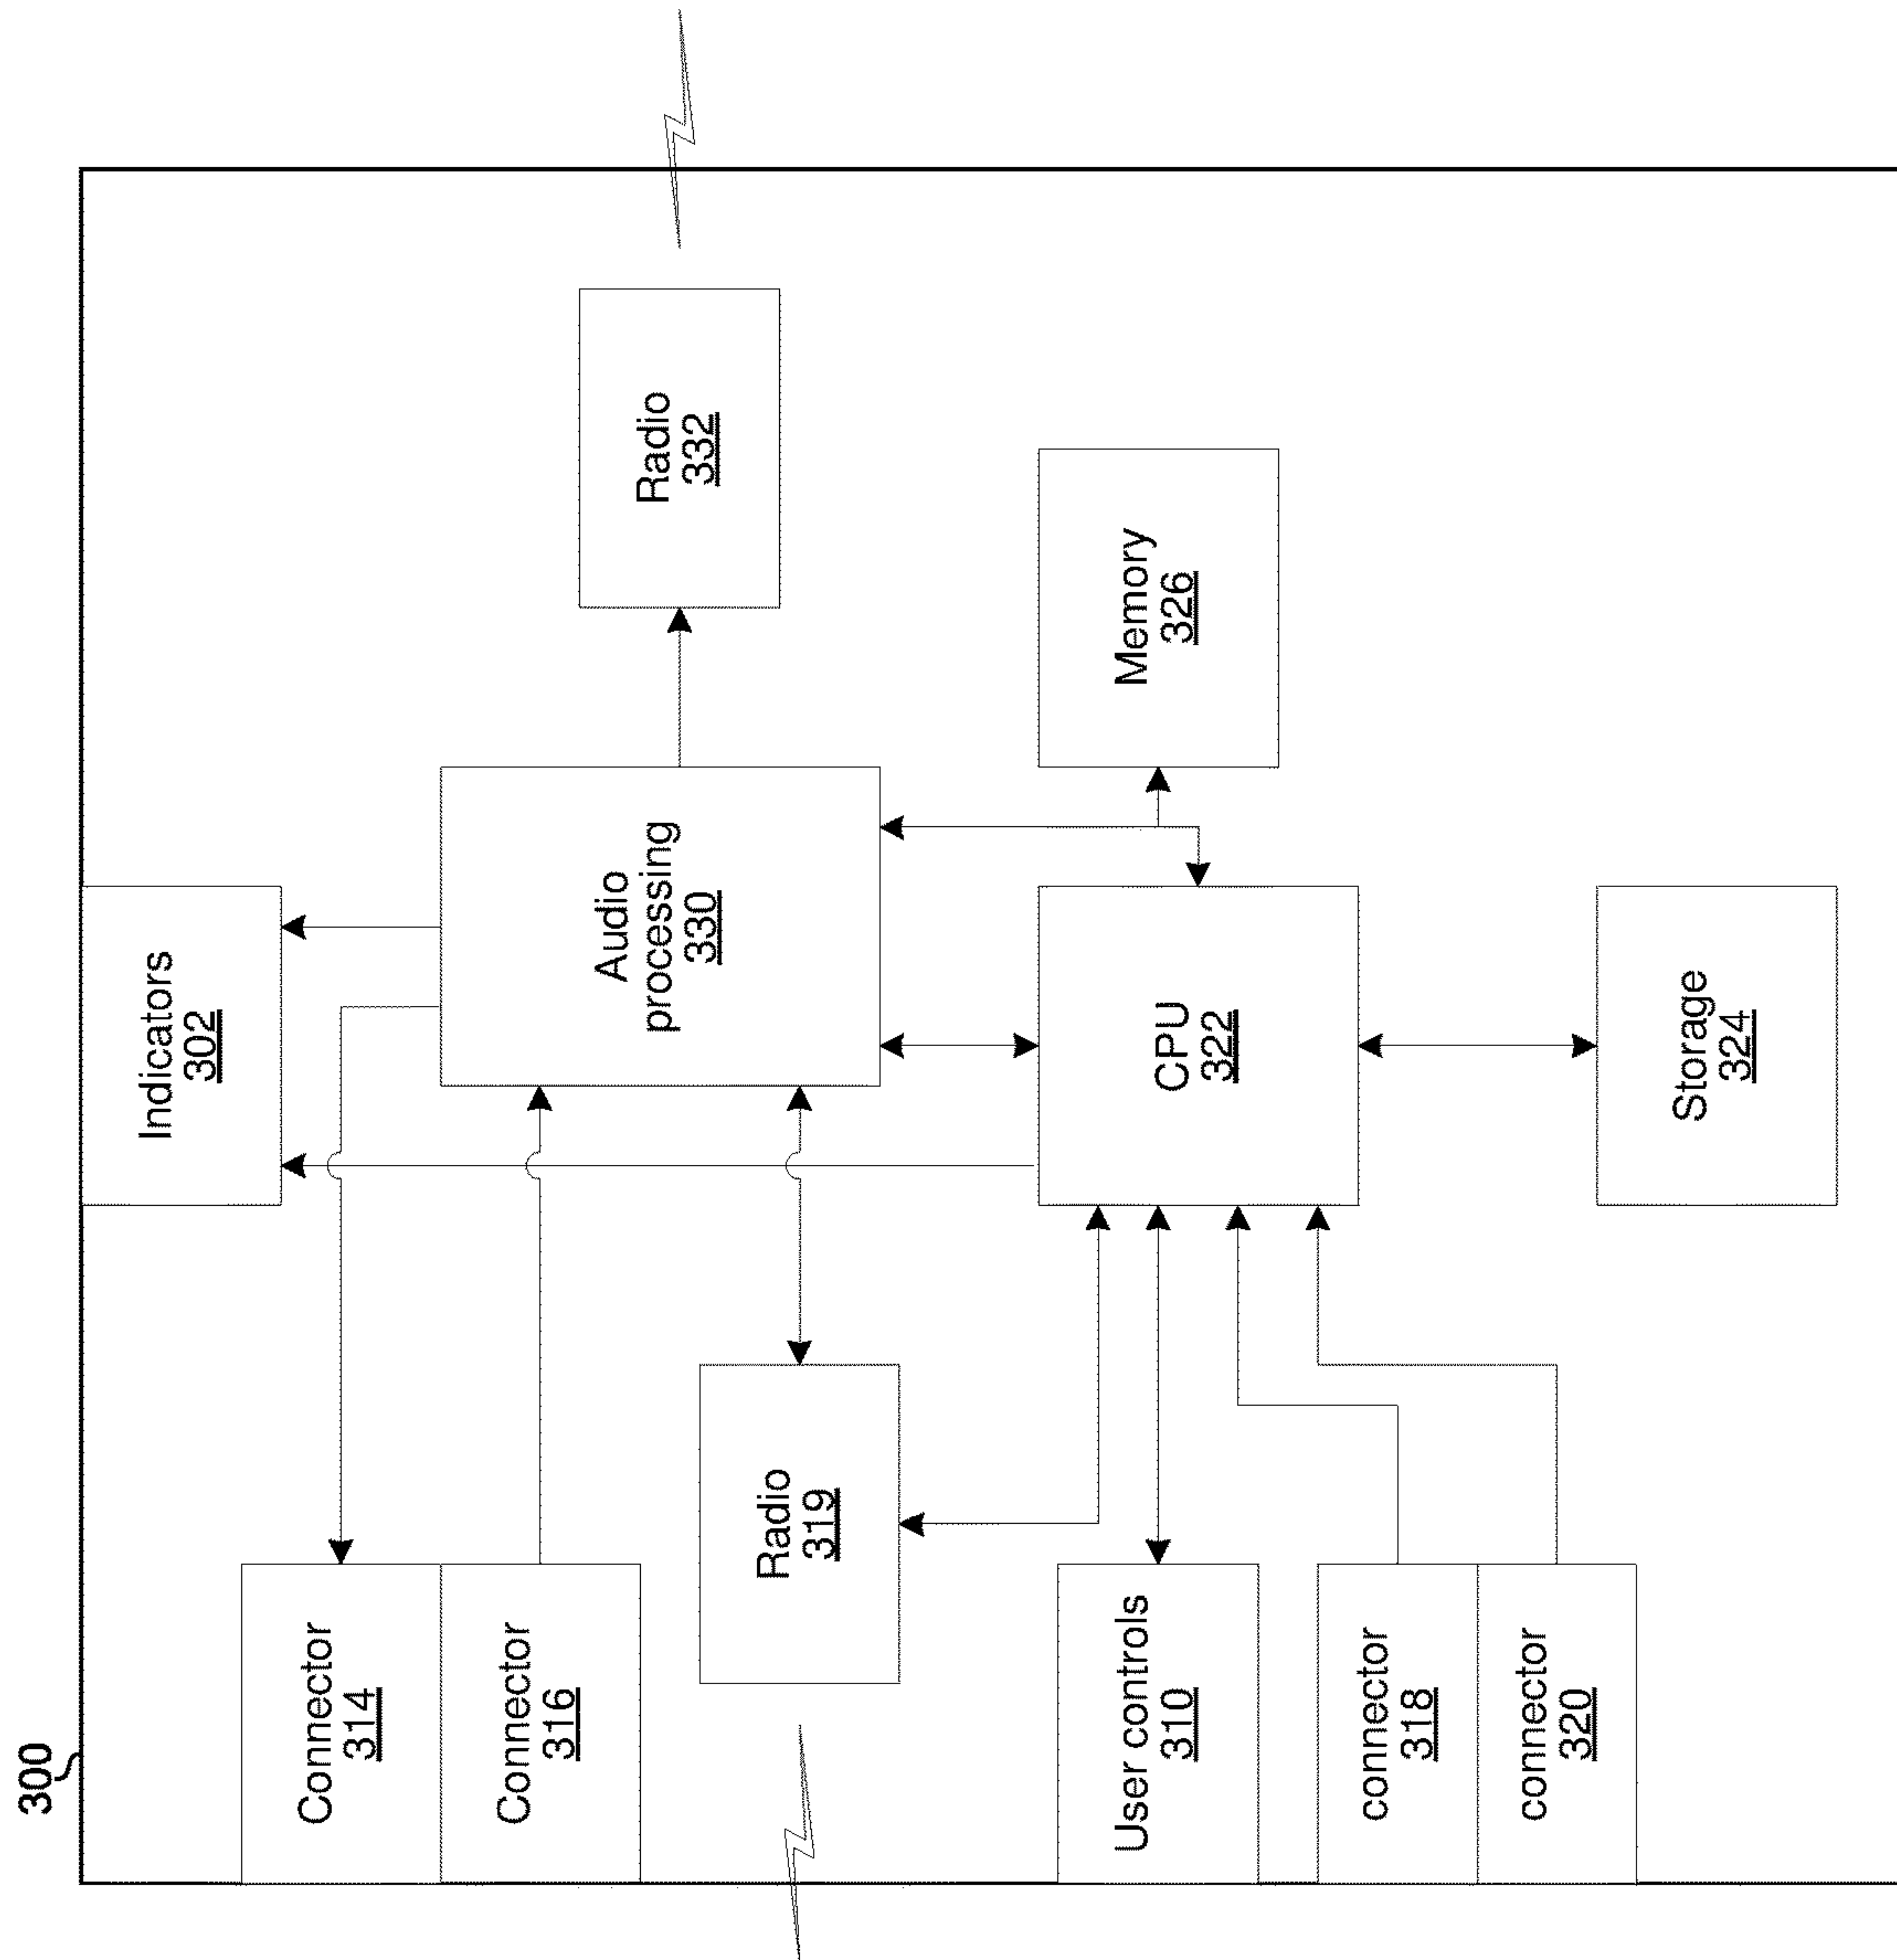 300
Indicators
302
Connector
314
Connector
316
Audio
processing
330
Radio
332
Radio
319
User controls
310
CPU
322
Memory
326
connector
318
connector
320
Storage
324